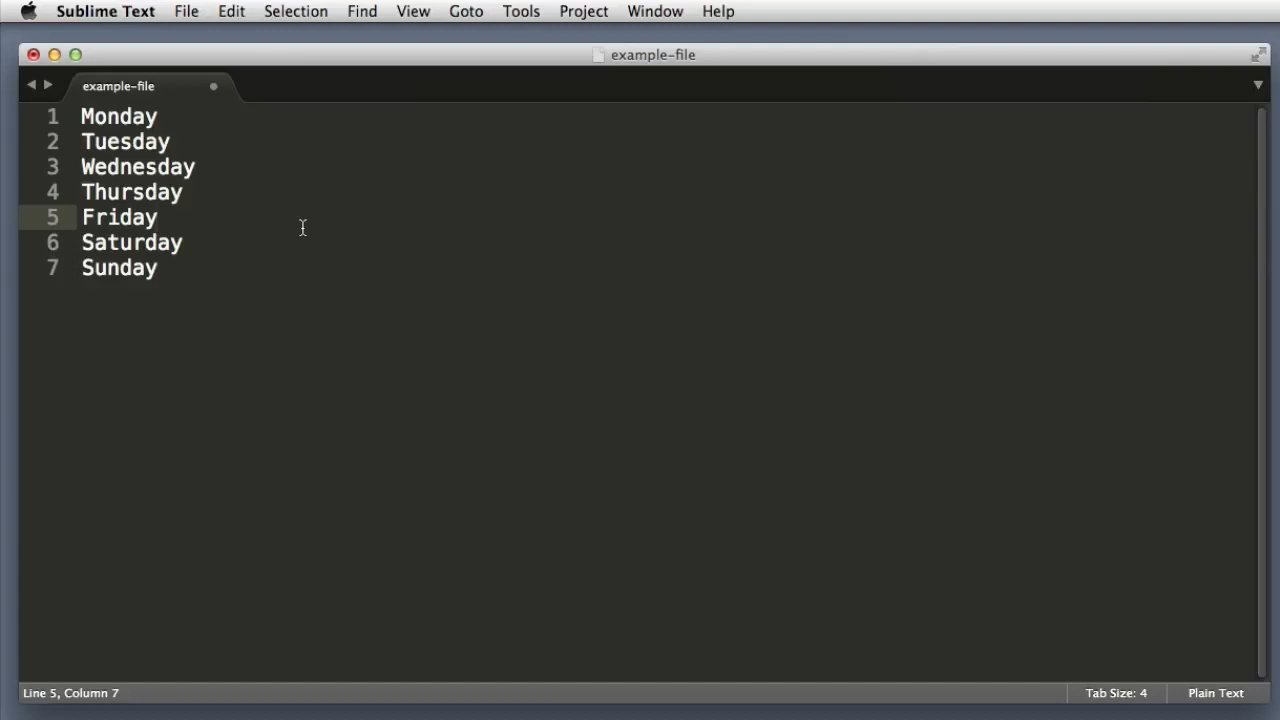 Sublime Text File Edit Selection Find View Goto Tools Project Window Help
example-file
example-file
1 Monday
2 Tuesday
3 Wednesday
4 Thursday
5 Friday
6 Saturday
7 Sunday
Line 5, Column 7 Tab Size: 4 Plain Text